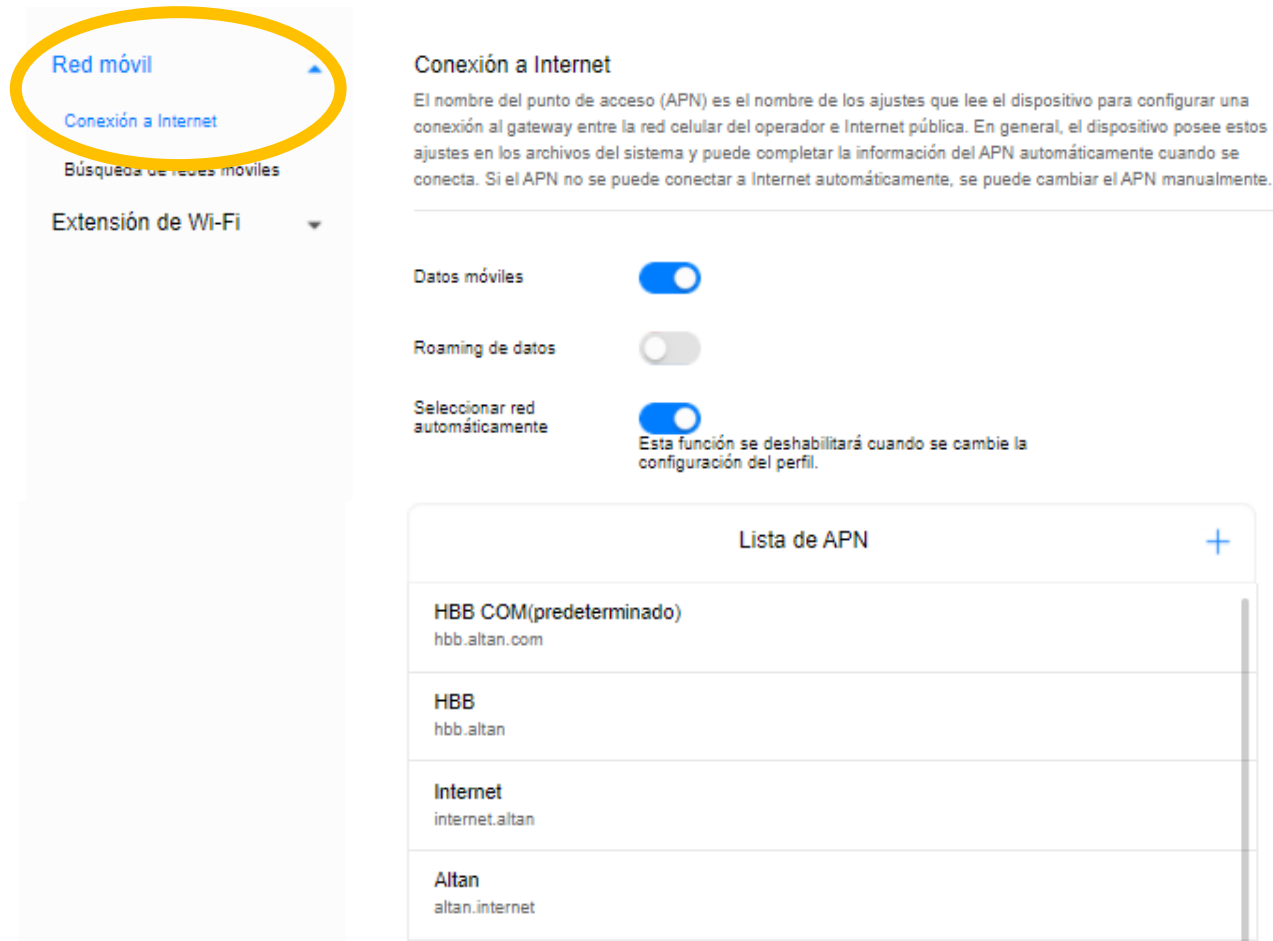 Red móvil
Conexión a Internet
Búsqueda de redes móviles
Extensión de Wi-Fi
Conexión a Internet
El nombre del punto de acceso (APN) es el nombre de los ajustes que lee el dispositivo para configurar una
conexión al gateway entre la red celular del operador e Internet pública. En general, el dispositivo posee estos
ajustes en los archivos del sistema y puede completar la información del APN automáticamente cuando se
conecta. Si el APN no se puede conectar a Internet automáticamente, se puede cambiar el APN manualmente.
Datos móviles
Roaming de datos
Seleccionar red
automáticamente
Esta función se deshabilitará cuando se cambie la
configuración del perfil.
Lista de APN
HBB COM(predeterminado)
hbb.altan.com
HBB
hbb.altan
Internet
internet.altan
Altan
altan.internet